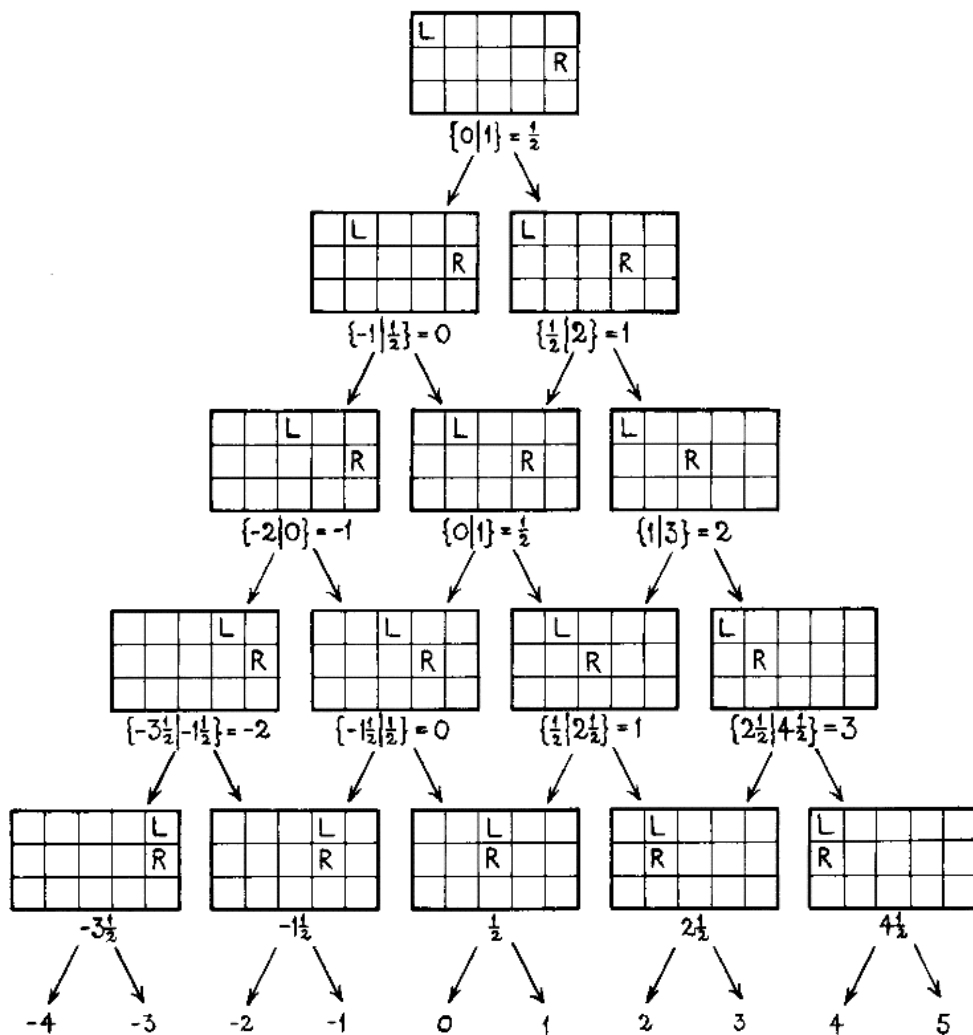 L
R
{0|1} = ½
L L
R R
{-1|½} = 0 {½|2} = 1
L L L
R R R
{-2|0} = -1 {0|1} = ½ {1|3} = 2
L L L L
R R R R
{-3½|-1½} = -2 {-1½|½} = 0 {½|2½} = 1 {2½|4½} = 3
L L L L L
R R R R R
-3½ -1½ ½ 2½ 4½
-4 -3 -2 -1 0 1 2 3 4 5